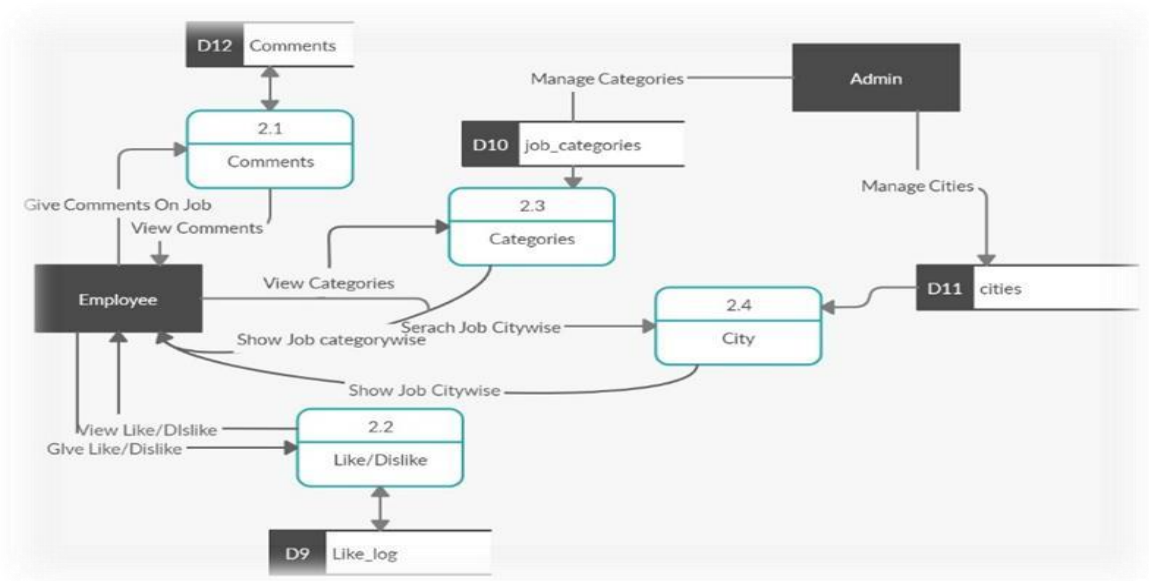 D12 Comments
Manage Categories
Admin
2.1
Comments
D10 job_categories
Manage Cities
Give Comments On Job
View Comments
2.3
Categories
View Categories
Employee
D11 cities
2.4
City
Serach Job Citywise
Show Job categorywise
Show Job Citywise
View Like/DIslike
GIve Like/Dislike
2.2
Like/Dislike
D9 Like_log